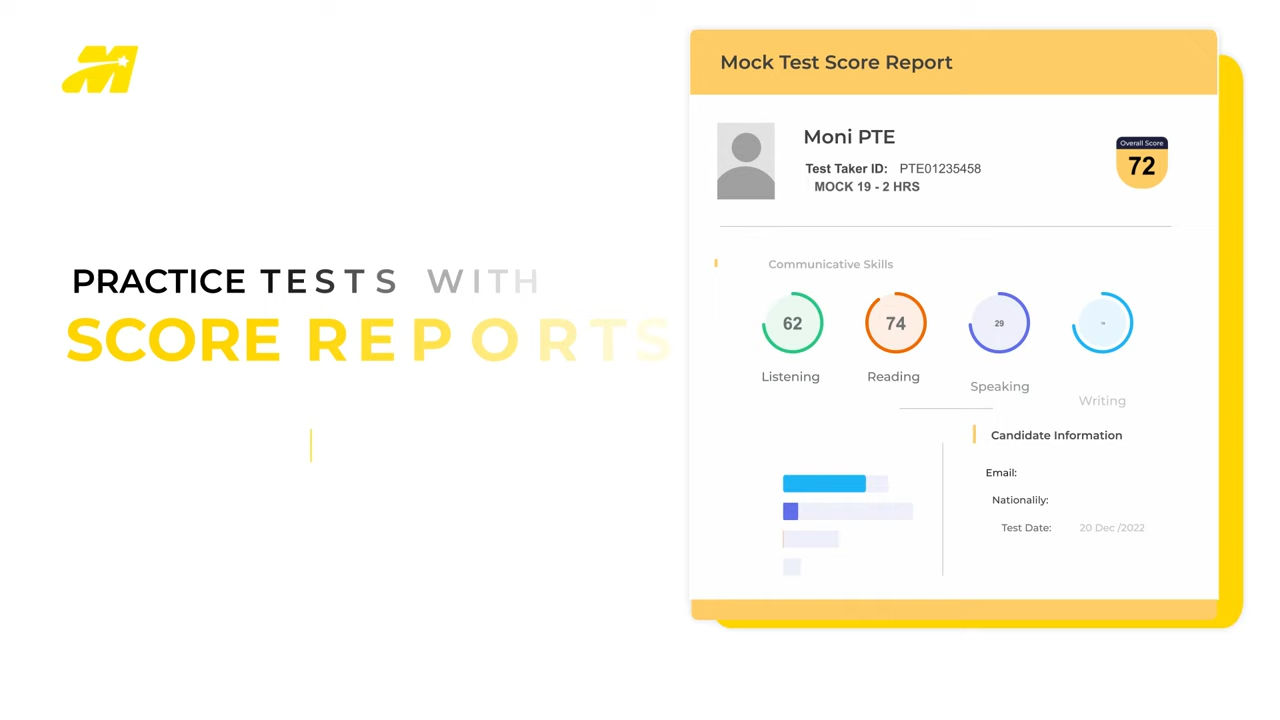 PRACTICE TESTS WITH
SCORE REPORTS
Mock Test Score Report
Moni PTE
Test Taker ID: PTE01235458
MOCK 19 - 2 HRS
Overall Score
72
Communicative Skills
62
74
29
Listening
Reading
Speaking
Writing
Candidate Information
Email:
Nationalily:
Test Date: 20 Dec /2022